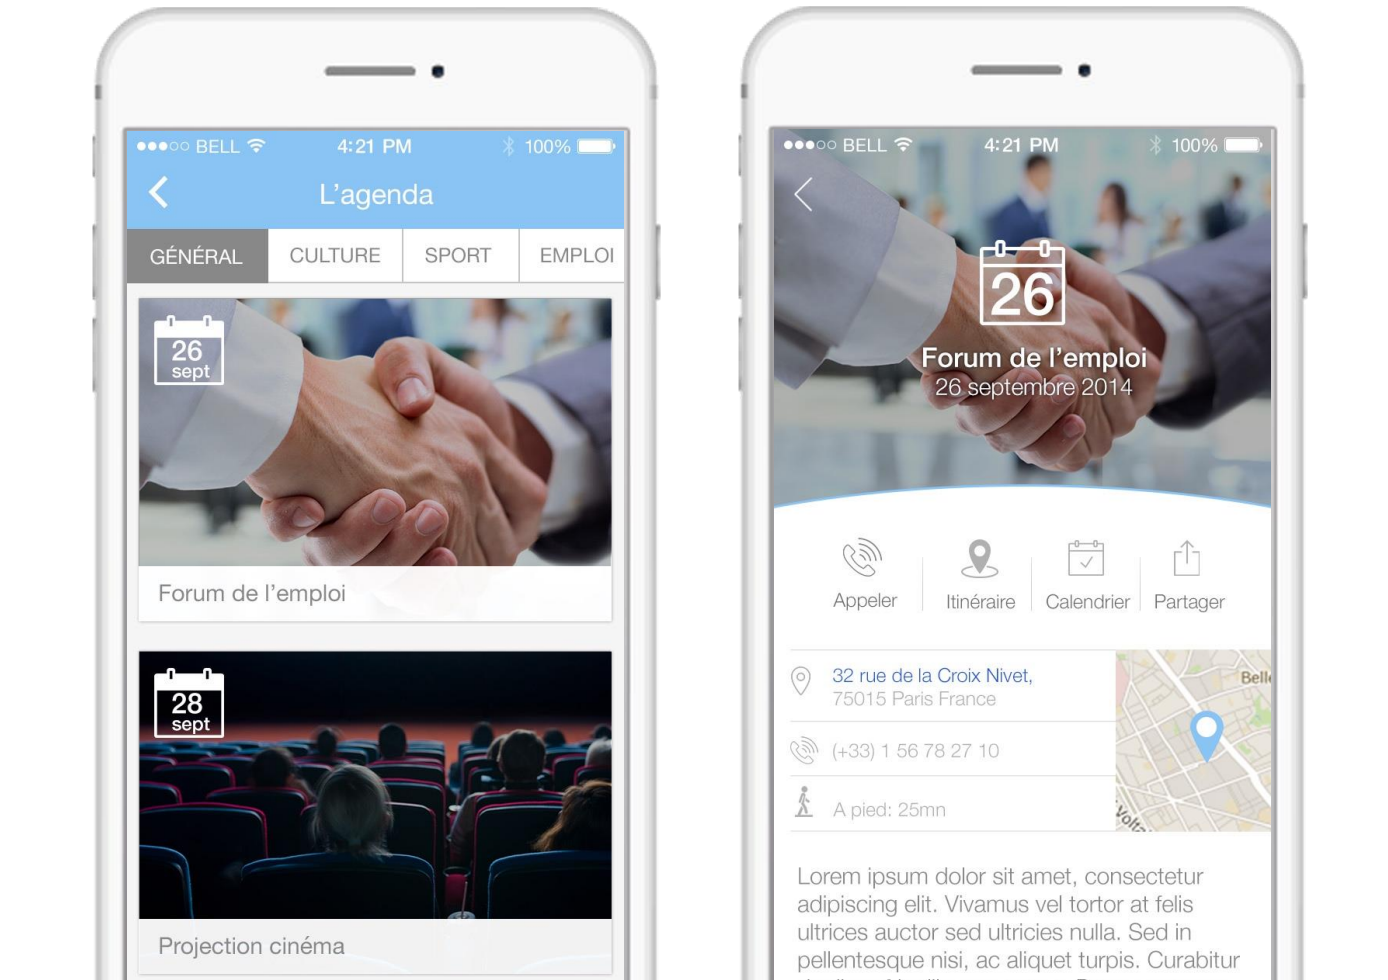 BELL 4:21 PM 100%
L'agenda
GÉNÉRAL CULTURE SPORT EMPLOI
26
sept
Forum de l'emploi
28
sept
Projection cinéma
BELL 4:21 PM 100%
26
Forum de l'emploi
26 septembre 2014
Appeler Itinéraire Calendrier Partager
32 rue de la Croix Nivet,
75015 Paris France
(+33) 1 56 78 27 10
A pied: 25mn
Belle
Volta
Lorem ipsum dolor sit amet, consectetur
adipiscing elit. Vivamus vel tortor at felis
ultrices auctor sed ultricies nulla. Sed in
pellentesque nisi, ac aliquet turpis. Curabitur